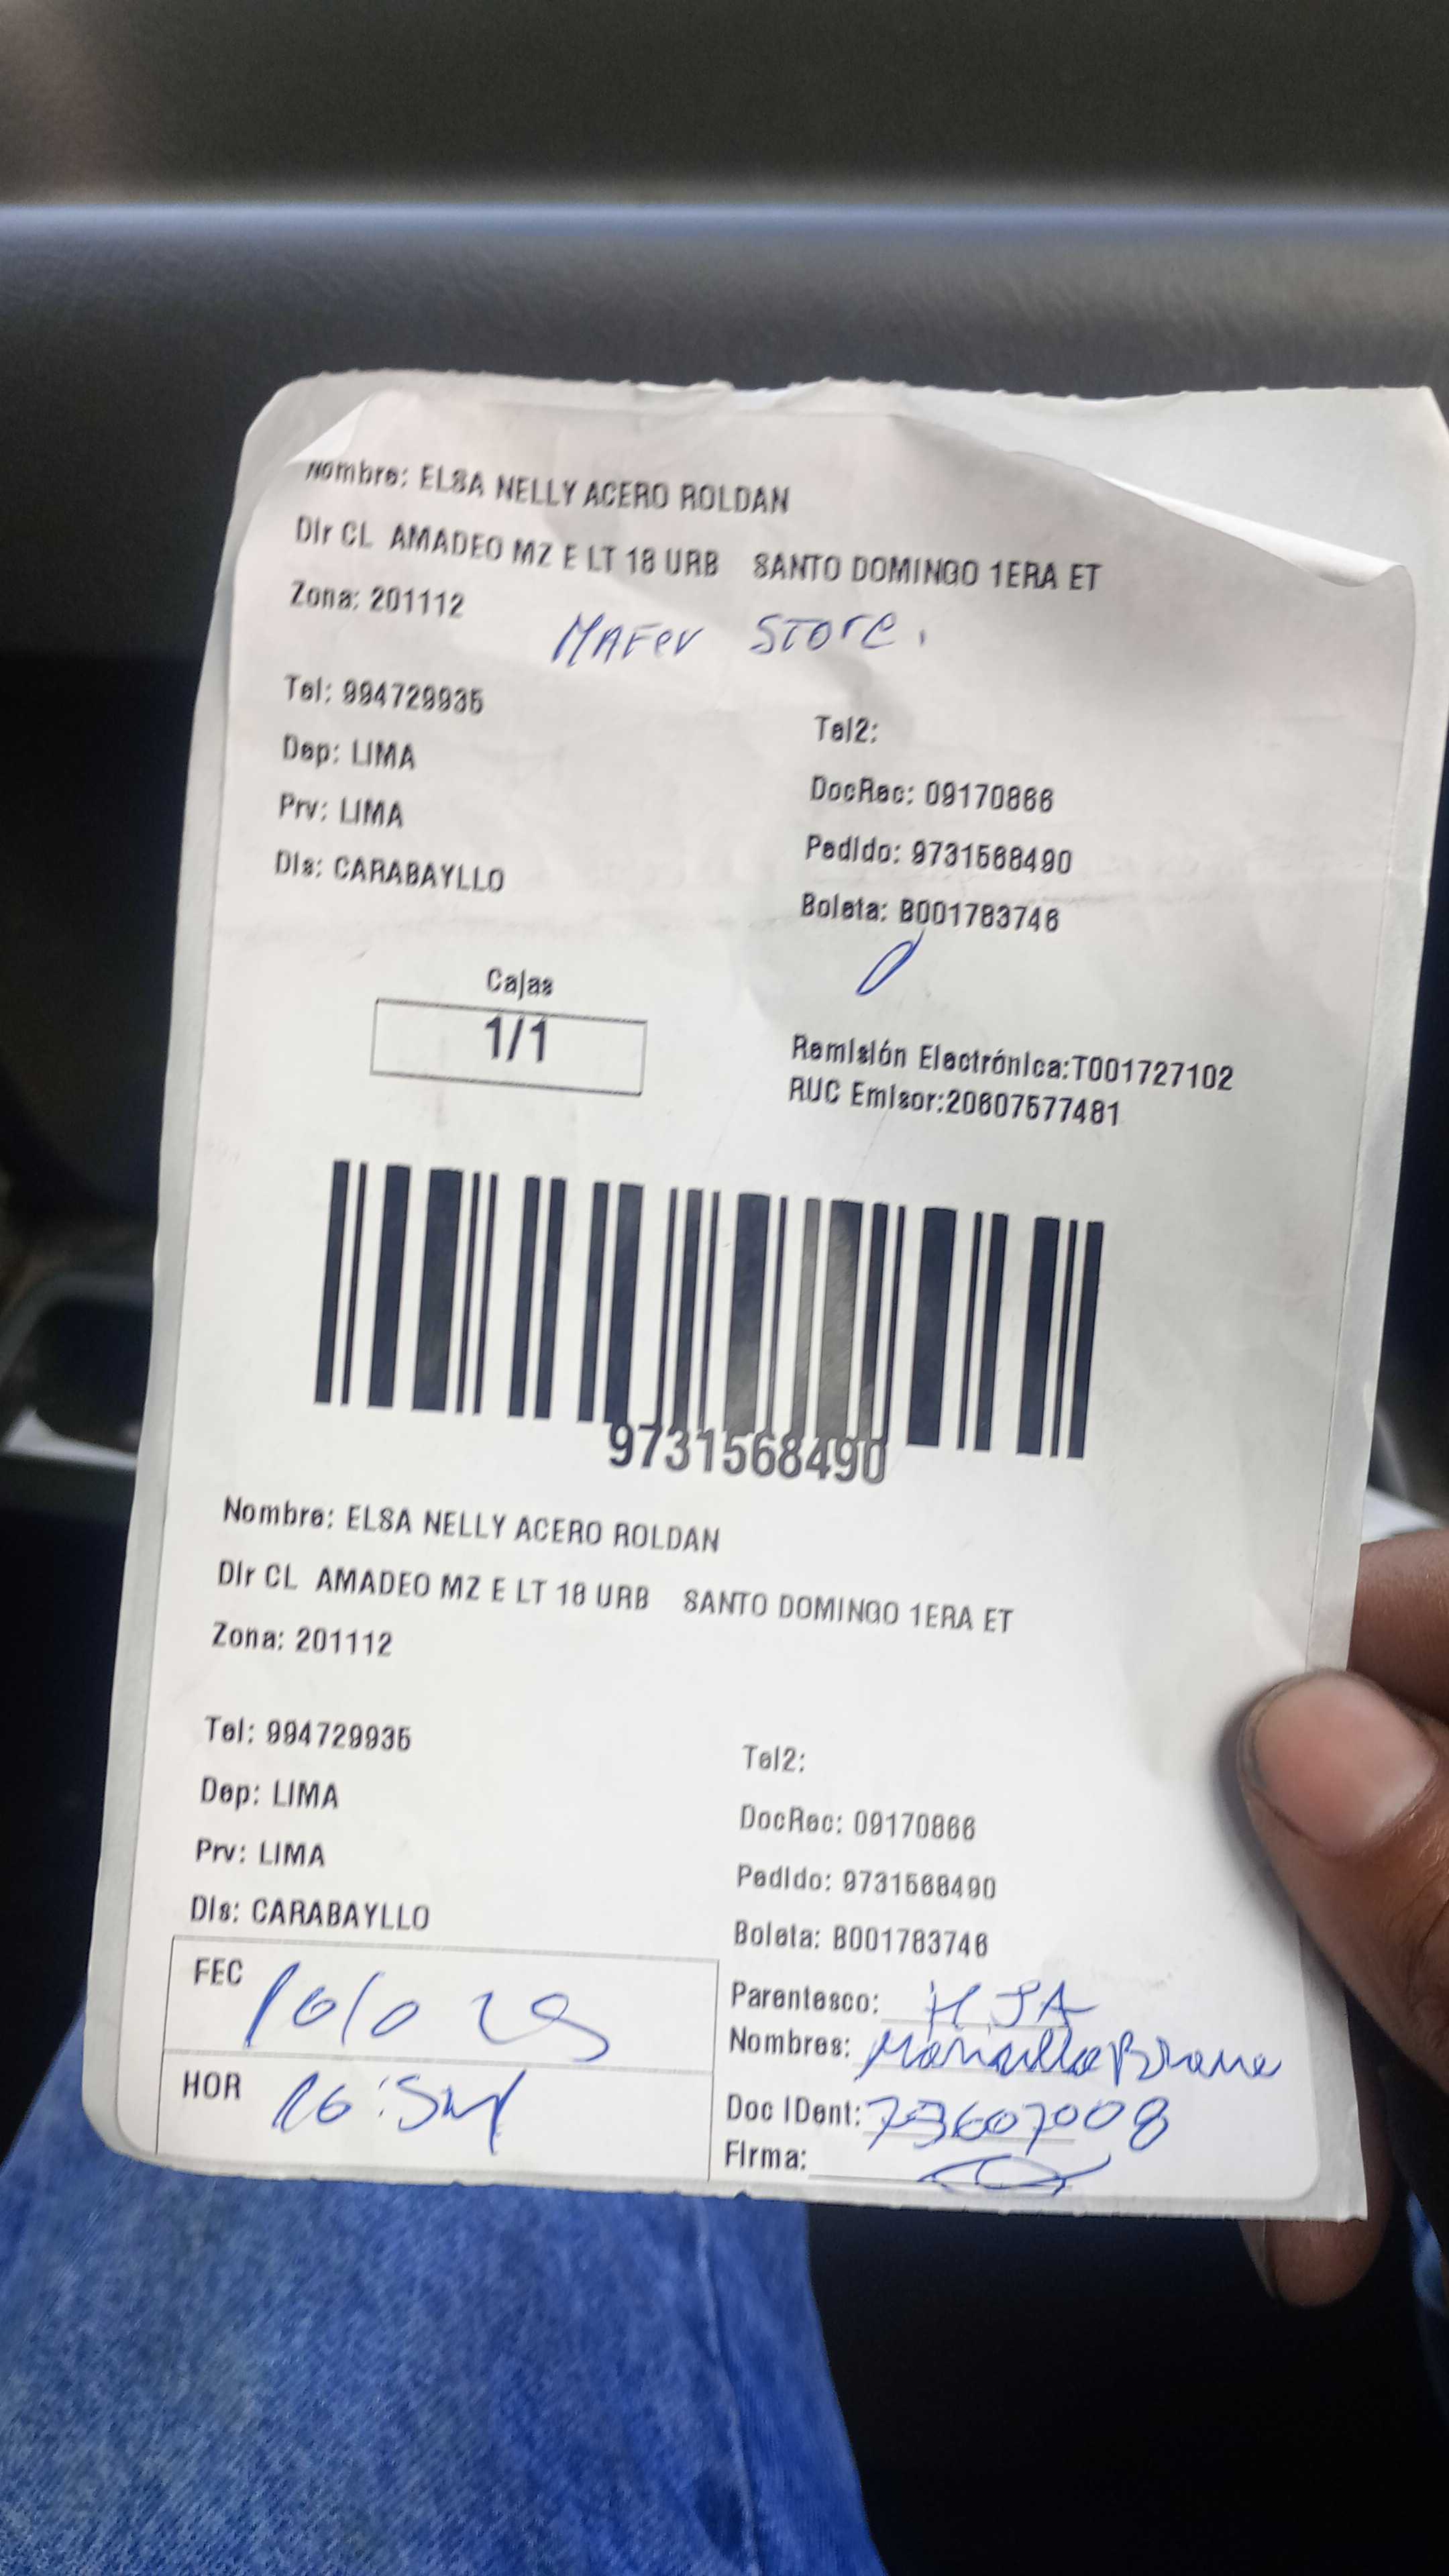 Nombre: ELSA NELLY ACERO ROLDAN
Dir CL AMADEO MZ E LT 18 URB SANTO DOMINGO 1ERA ET
Zona: 201112
MAFer STore.
Tel: 994729935
Tel2:
Dep: LIMA
DocRec: 09170866
Prv: LIMA
Pedido: 9731568490
Dis: CARABAYLLO
Boleta: B001783746
Cajas
1/1
Remisión Electrónica:T001727102
RUC Emisor:20607577481
9731568490
Nombre: ELSA NELLY ACERO ROLDAN
Dir CL AMADEO MZ E LT 18 URB SANTO DOMINGO 1ERA ET
Zona: 201112
Tel: 994729935
Tel2:
Dep: LIMA
DocRec: 09170866
Prv: LIMA
Pedido: 9731568490
Dis: CARABAYLLO
Boleta: B001783746
FEC
Parentesco: HIJA
Nombres:
HOR
Doc IDent: 73607008
Firma: